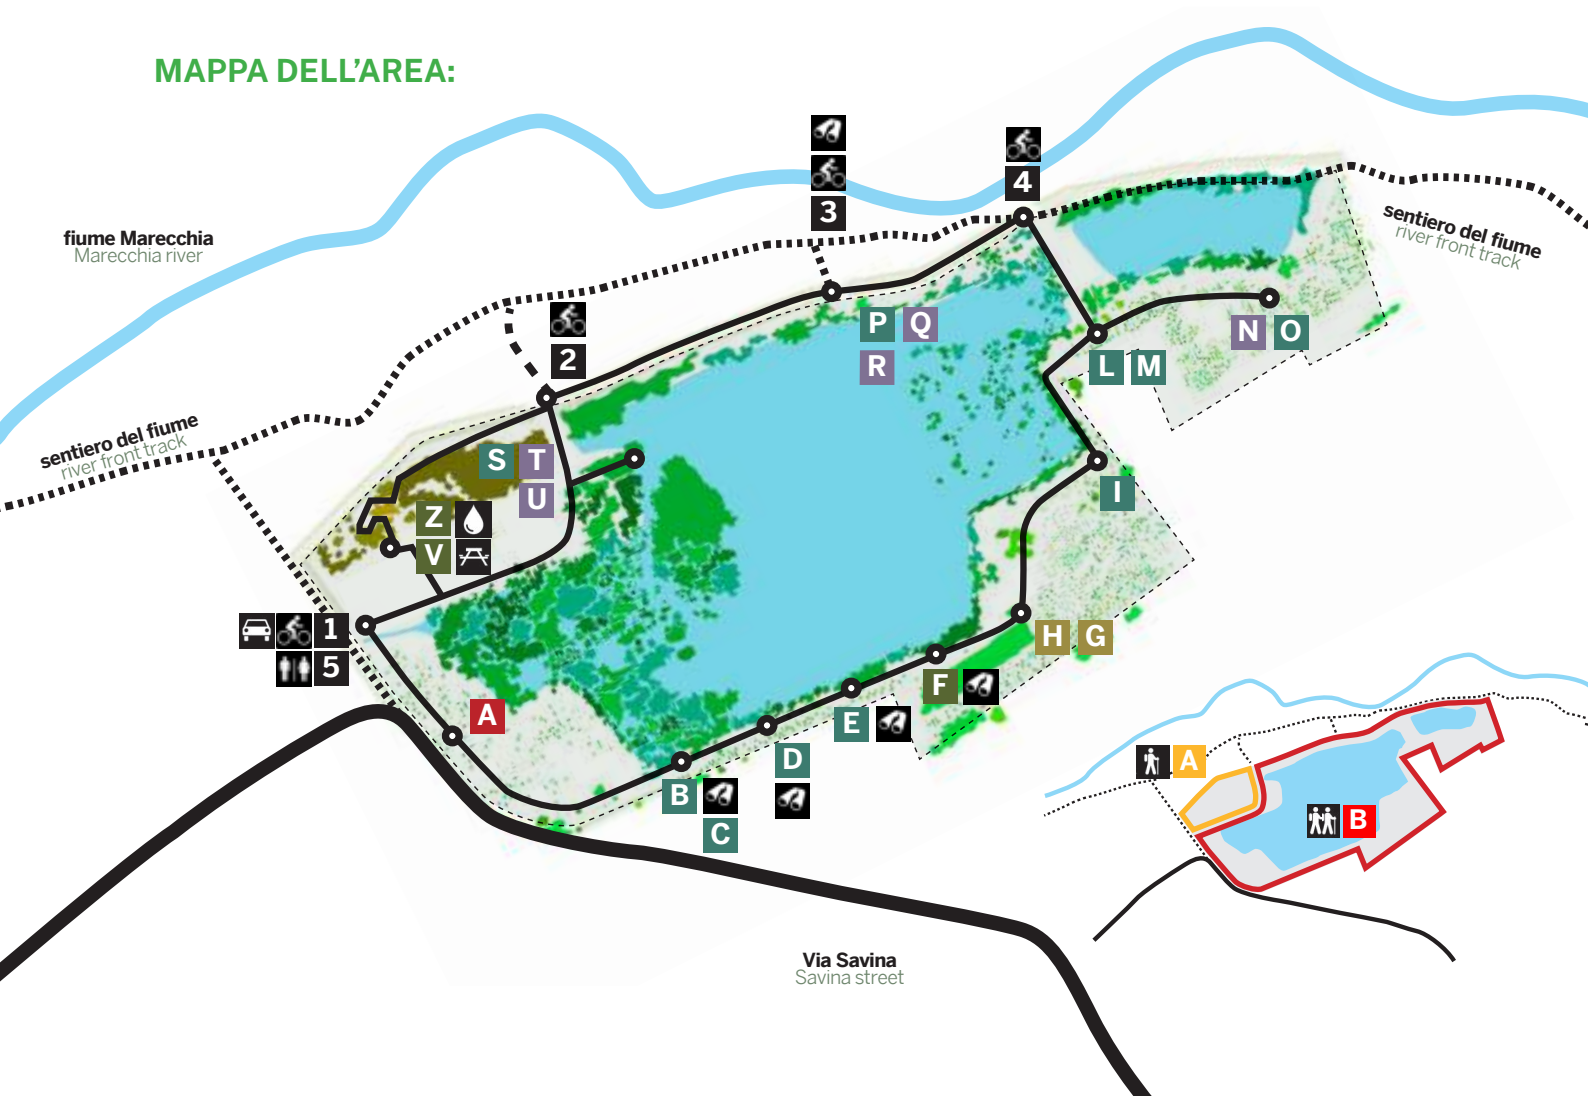 MAPPA DELL'AREA:
3
4
fiume Marecchia
Marecchia river
sentiero del fiume
river front track
2
P Q
R
N O
L M
sentiero del fiume
river front track
S T
U
Z
V
I
1
5
H G
F
A
E
D
B
C
A
B
Via Savina
Savina street